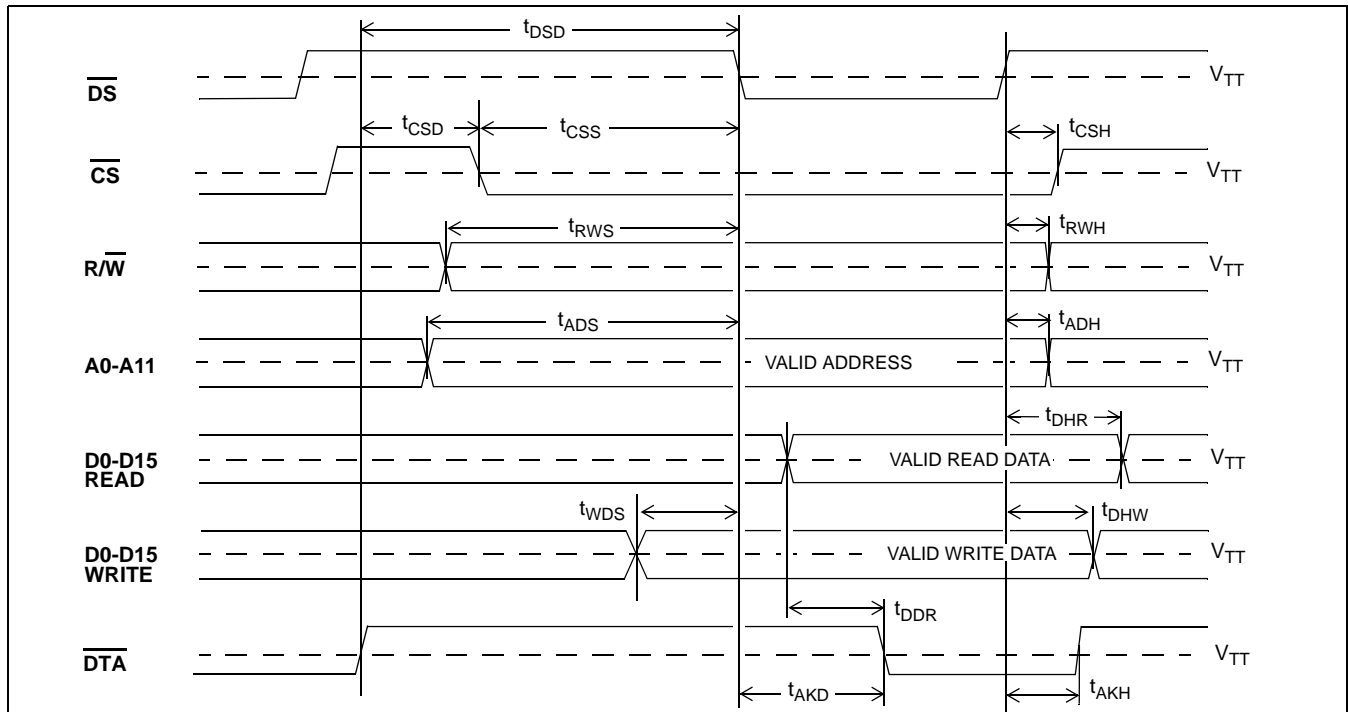 tDSD
DS
VTT
tCSD
tCSS
tCSH
CS
VTT
tRWS
tRWH
R/W
VTT
tADS
tADH
A0-A11
VALID ADDRESS
VTT
tDHR
D0-D15
READ
VALID READ DATA
VTT
tWDS
tDHW
D0-D15
WRITE
VALID WRITE DATA
VTT
tDDR
DTA
VTT
tAKD
tAKH